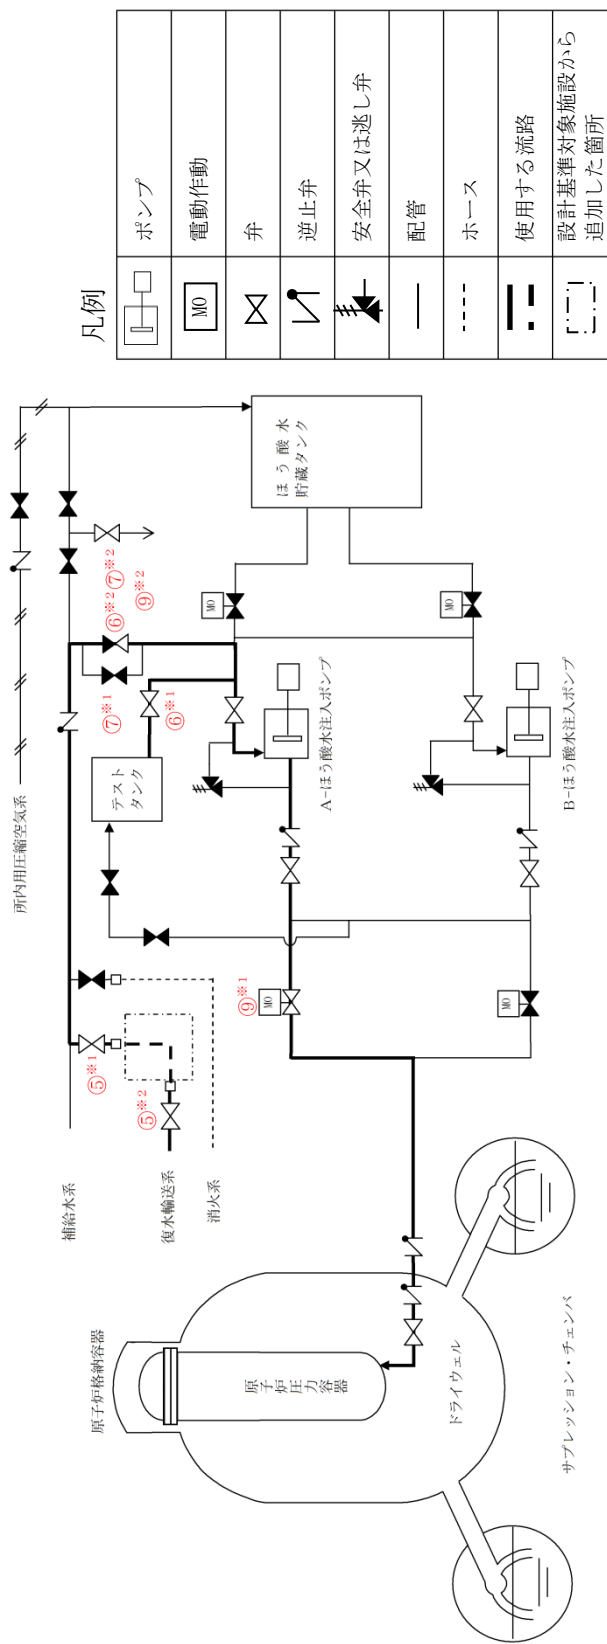 凡例
ポンプ
MO
電動作動
弁
逆止弁
安全弁又は逃し弁
配管
ホース
使用する流路
設計基準対象施設から
追加した箇所
所内用圧縮空気系
補給水系
復水輸送系
消火系
⑤※1
⑤※2
テスト
タンク
⑦※1
⑥※1
⑥※2⑦※2
⑨※2
ほう酸水
貯蔵タンク
MO
MO
A-ほう酸水注入ポンプ
B-ほう酸水注入ポンプ
⑨※1
MO
MO
原子炉格納容器
原子炉圧力容器
ドライウェル
サプレッション・チェンバ